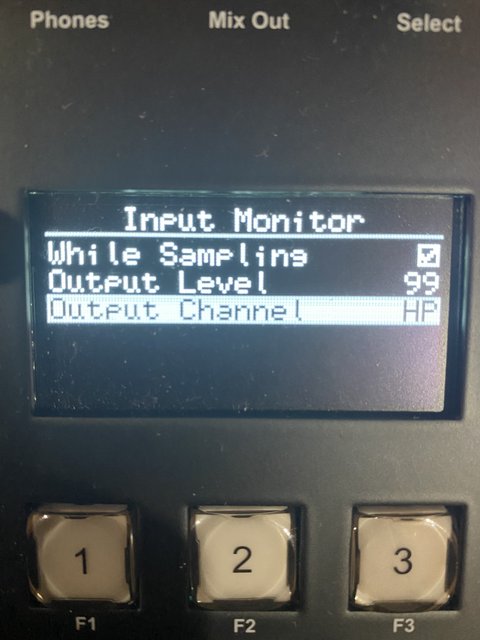 Phones Mix Out Select
Input Monitor
While Sampling
Output Level 99
Output Channel HP
1 2 3
F1 F2 F3